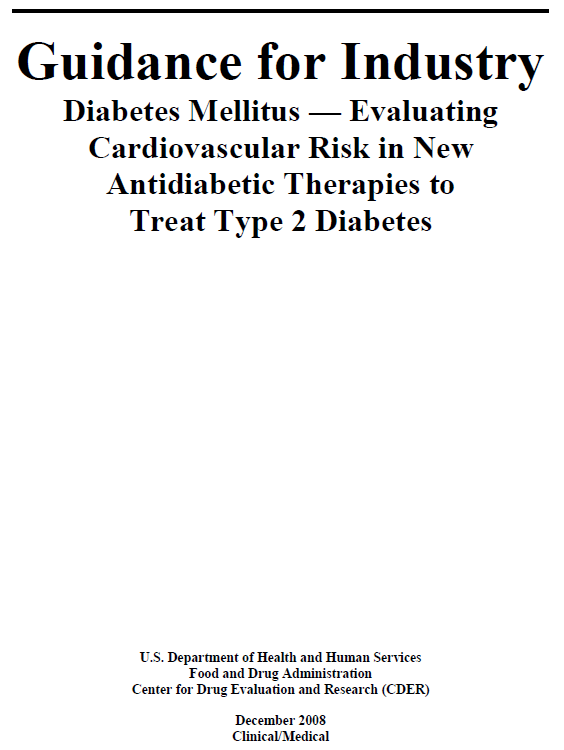 Guidance for Industry
Diabetes Mellitus — Evaluating
Cardiovascular Risk in New
Antidiabetic Therapies to
Treat Type 2 Diabetes
U.S. Department of Health and Human Services
Food and Drug Administration
Center for Drug Evaluation and Research (CDER)
December 2008
Clinical/Medical